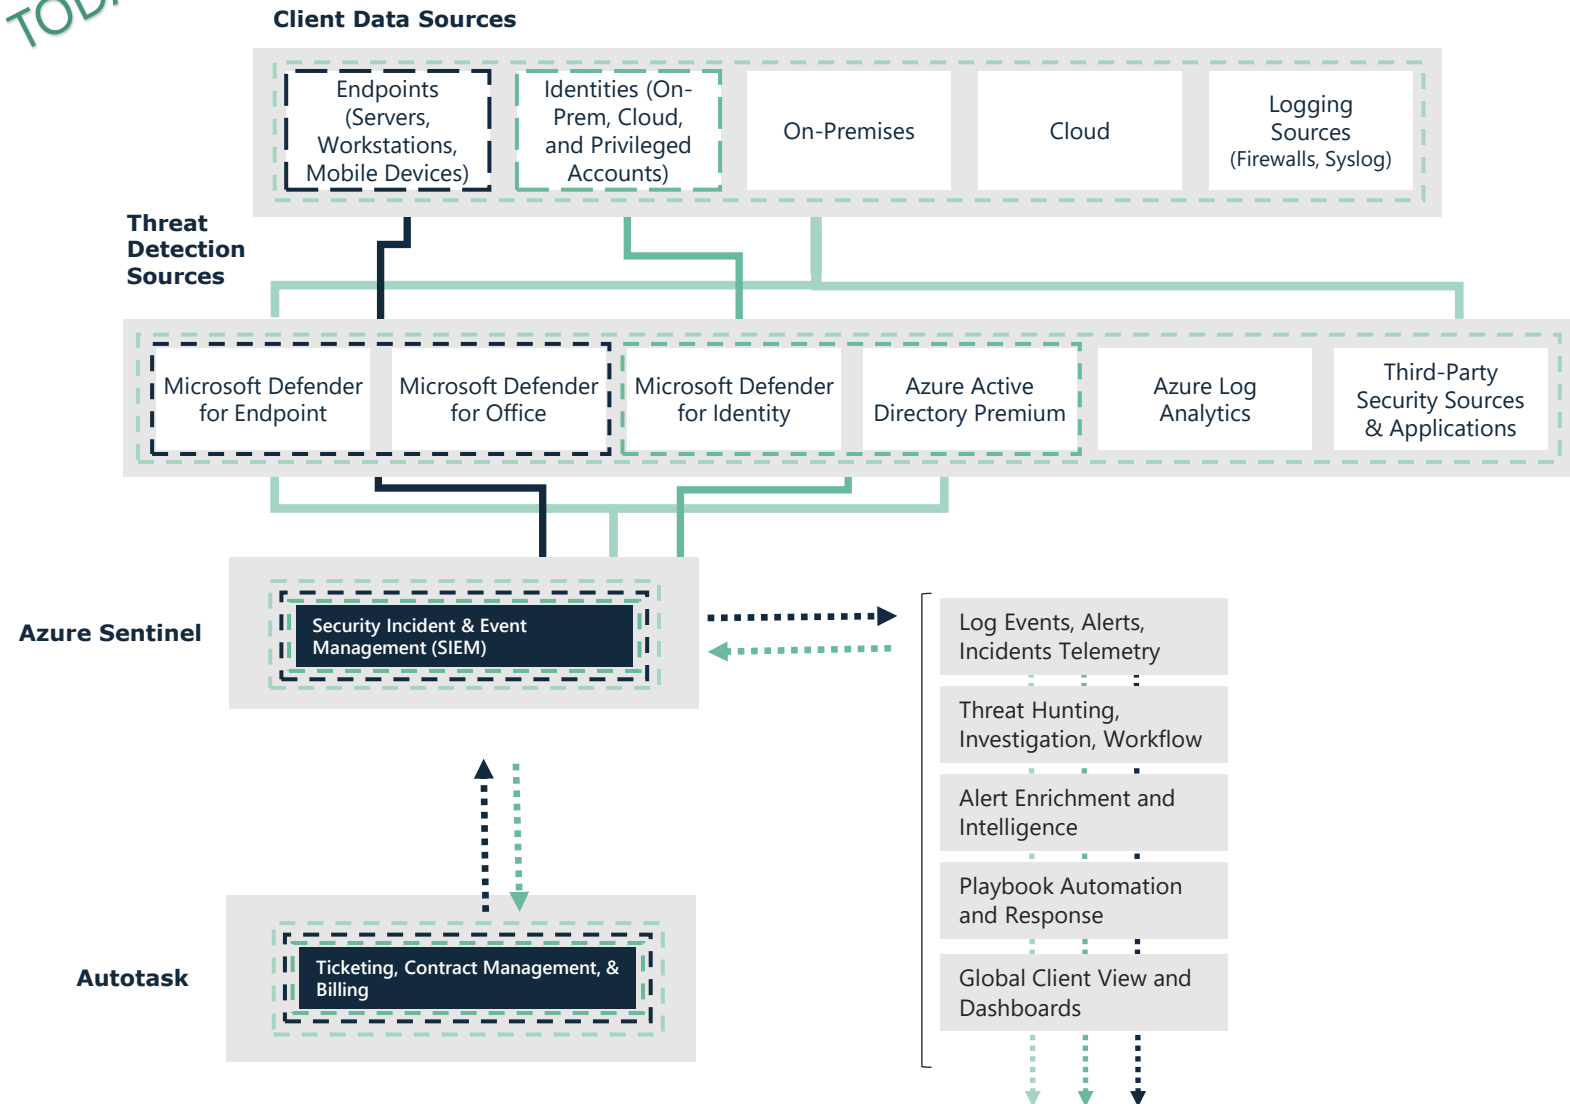 Client Data Sources
Endpoints
(Servers,
Workstations,
Mobile Devices)
Identities (On-
Prem, Cloud,
and Privileged
Accounts)
On-Premises
Cloud
Logging
Sources
(Firewalls, Syslog)
Threat
Detection
Sources
Microsoft Defender
for Endpoint
Microsoft Defender
for Office
Microsoft Defender
for Identity
Azure Active
Directory Premium
Azure Log
Analytics
Third-Party
Security Sources
& Applications
Azure Sentinel
Security Incident & Event
Management (SIEM)
Log Events, Alerts,
Incidents Telemetry
Threat Hunting,
Investigation, Workflow
Alert Enrichment and
Intelligence
Playbook Automation
and Response
Global Client View and
Dashboards
Autotask
Ticketing, Contract Management, &
Billing